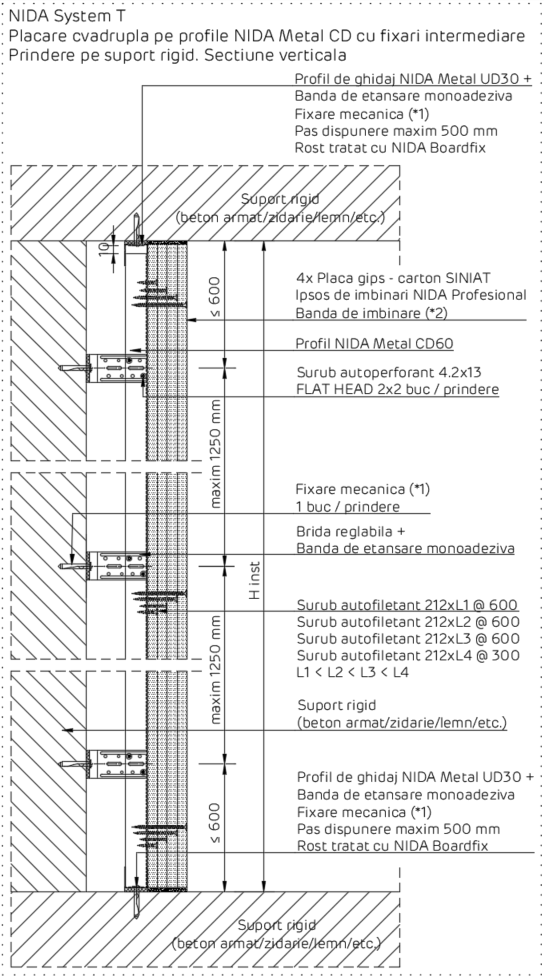 NIDA System T
Placare cvadrupla pe profile NIDA Metal CD cu fixari intermediare
Prindere pe suport rigid. Sectiune verticala
Profil de ghidaj NIDA Metal UD30 +
Banda de etansare monoadeziva
Fixare mecanica (*1)
Pas dispunere maxim 500 mm
Rost tratat cu NIDA Boardfix
Suport rigid
(beton armat/zidarie/lemn/etc.)
10
≤ 600
4x Placa gips - carton SINIAT
Ipsos de imbinari NIDA Profesional
Banda de imbinare (*2)
Profil NIDA Metal CD60
Surub autoperforant 4.2x13
FLAT HEAD 2x2 buc / prindere
maxim 1250 mm
Fixare mecanica (*1)
1 buc / prindere
Brida reglabila +
Banda de etansare monoadeziva
H inst
Surub autofiletant 212xL1 @ 600
Surub autofiletant 212xL2 @ 600
Surub autofiletant 212xL3 @ 600
Surub autofiletant 212xL4 @ 300
L1 < L2 < L3 < L4
maxim 1250 mm
Suport rigid
(beton armat/zidarie/lemn/etc.)
Profil de ghidaj NIDA Metal UD30 +
Banda de etansare monoadeziva
Fixare mecanica (*1)
Pas dispunere maxim 500 mm
Rost tratat cu NIDA Boardfix
≤ 600
Suport rigid
(beton armat/zidarie/lemn/etc.)